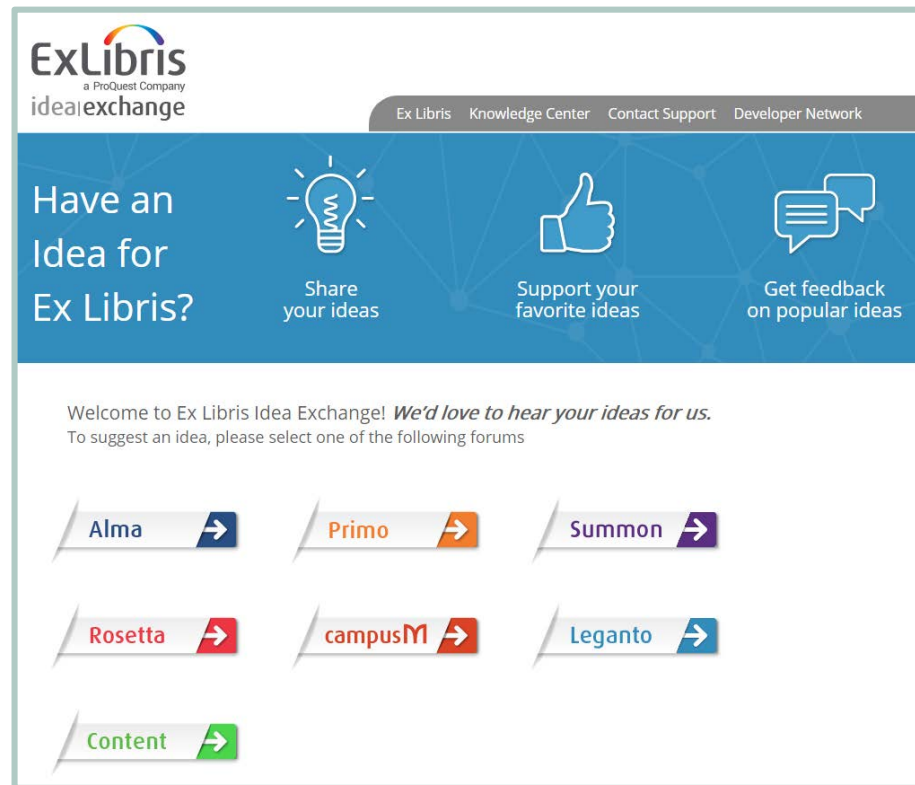 ExLibris
a ProQuest Company
idea|exchange
Ex Libris Knowledge Center Contact Support Developer Network
Have an
Idea for
Ex Libris?
Share
your ideas
Support your
favorite ideas
Get feedback
on popular ideas
Welcome to Ex Libris Idea Exchange! We'd love to hear your ideas for us.
To suggest an idea, please select one of the following forums
Alma
Primo
Summon
Rosetta
campusM
Leganto
Content